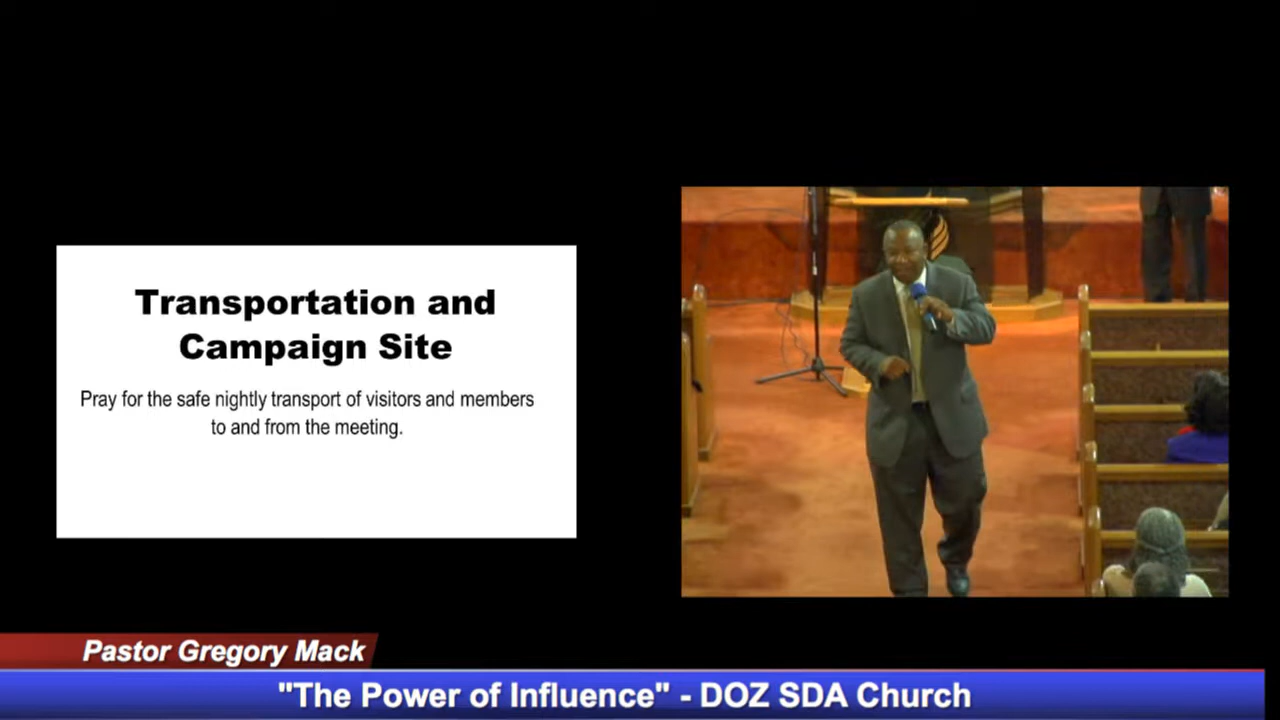 Transportation and
Campaign Site
Pray for the safe nightly transport of visitors and members
to and from the meeting.
Pastor Gregory Mack
"The Power of Influence" - DOZ SDA Church